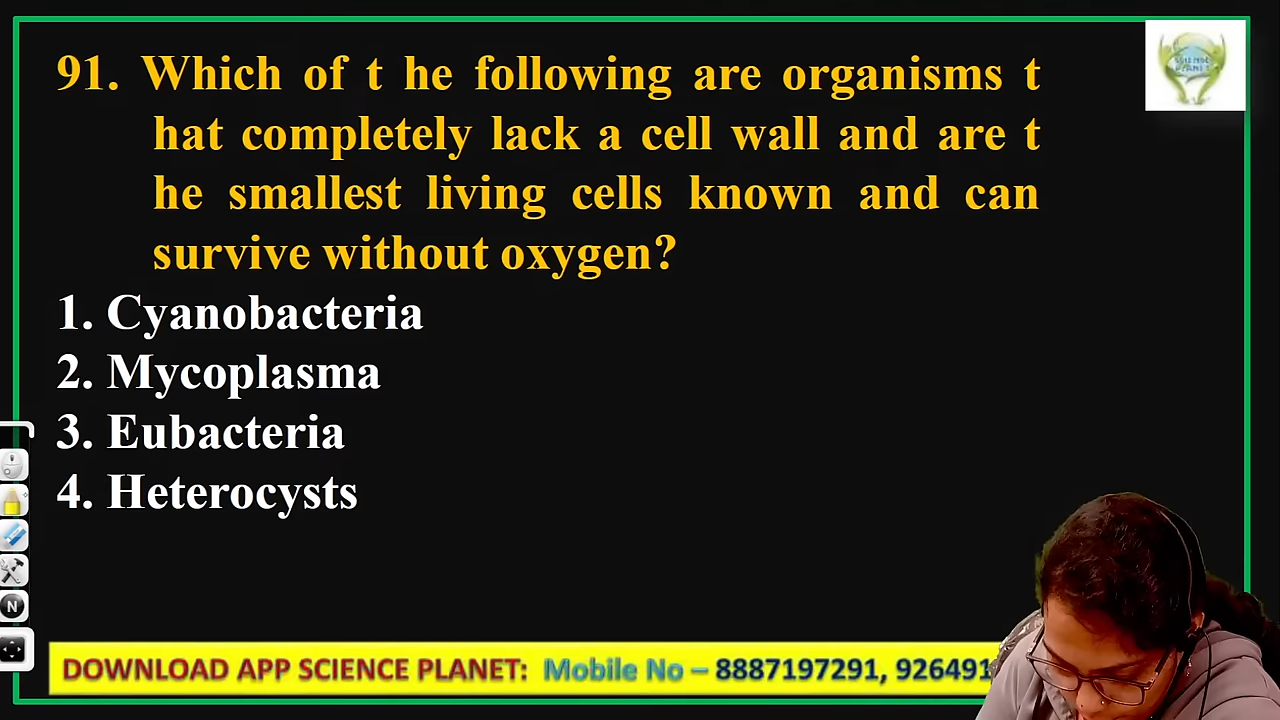 91. Which of t he following are organisms t
hat completely lack a cell wall and are t
he smallest living cells known and can
survive without oxygen?
1. Cyanobacteria
2. Mycoplasma
3. Eubacteria
4. Heterocysts
N
DOWNLOAD APP SCIENCE PLANET: Mobile No – 8887197291, 926491